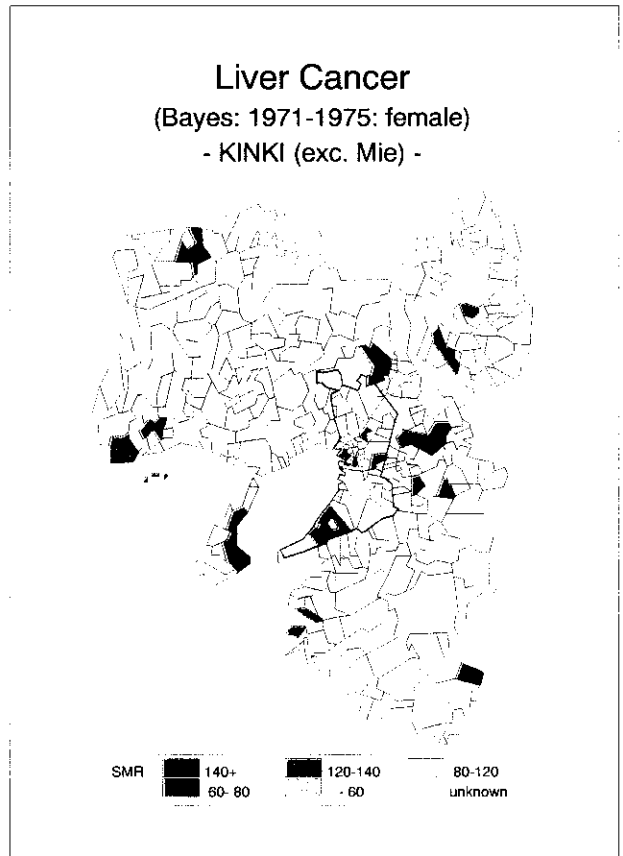 Liver Cancer
(Bayes: 1971-1975: female)
- KINKI (exc. Mie) -
SMR 140+ 120-140 80-120
60- 80 - 60 unknown